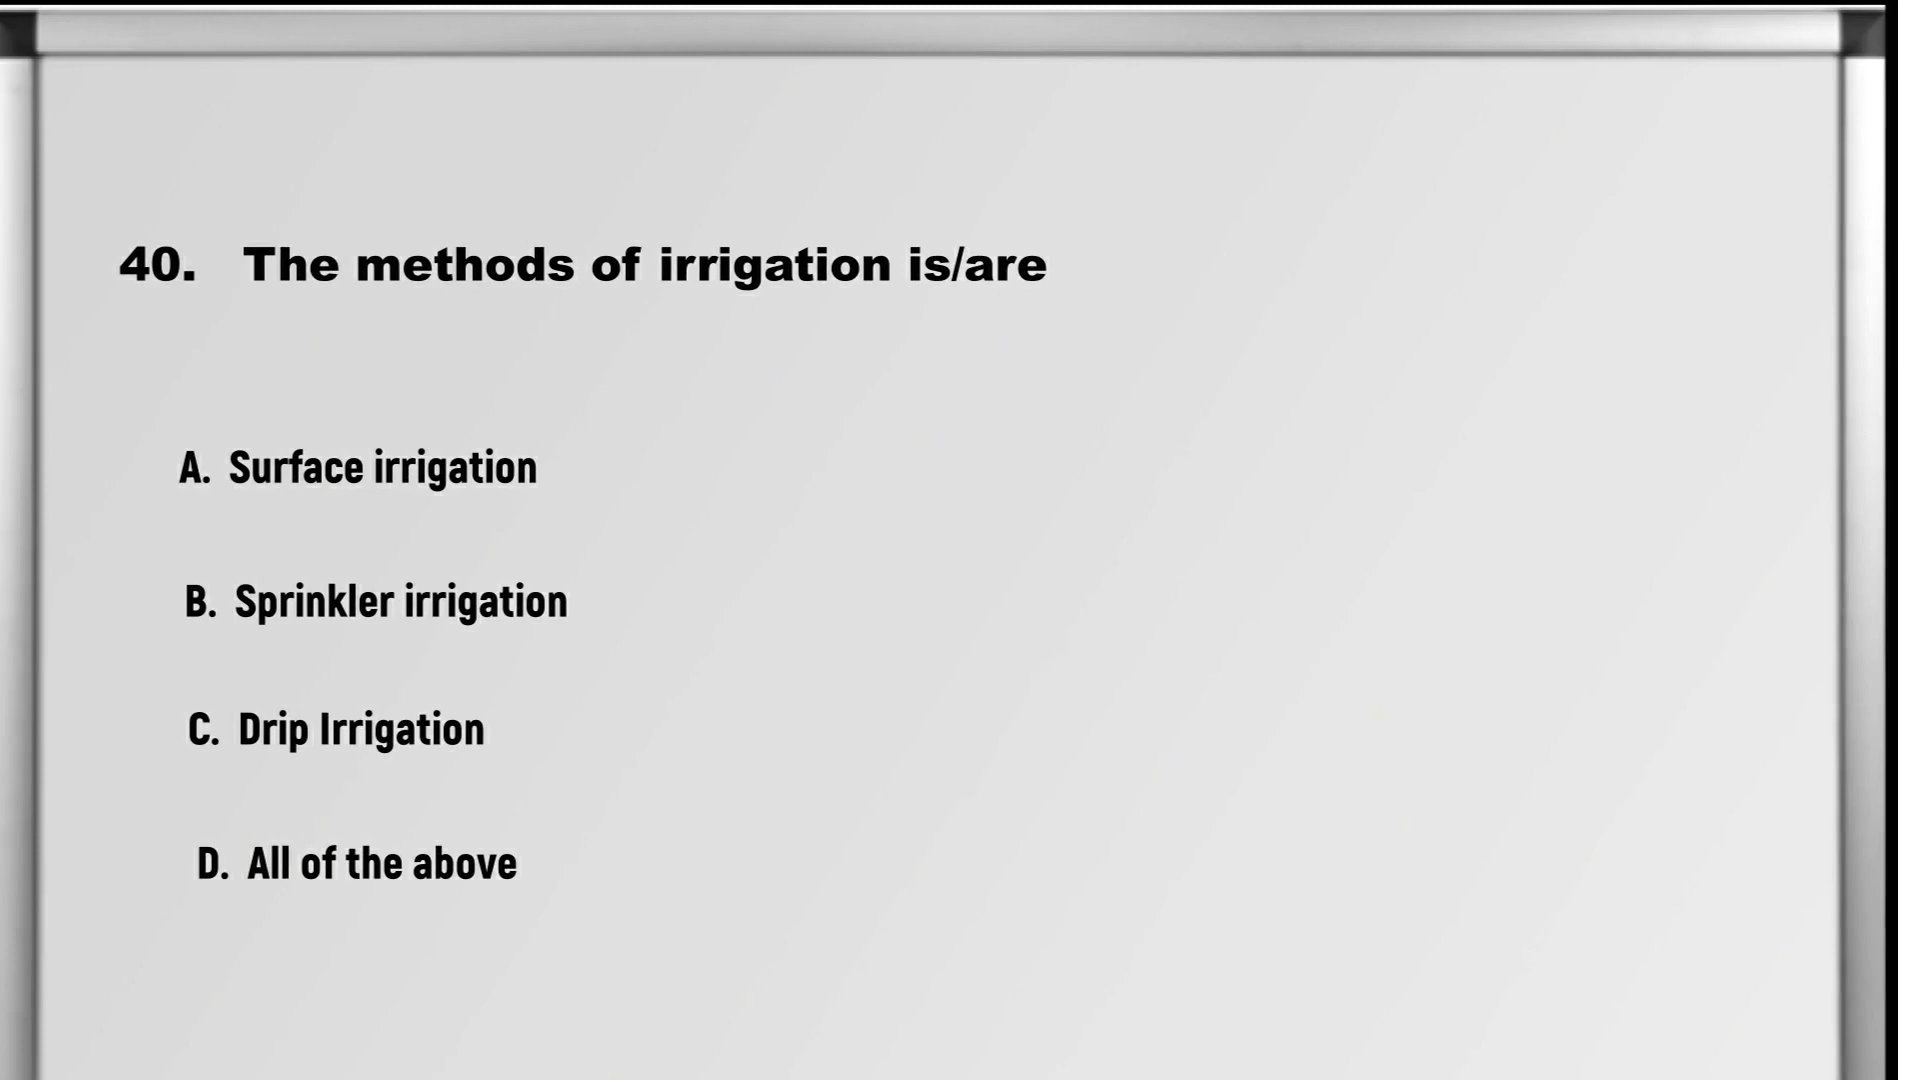 40. The methods of irrigation is/are
A. Surface irrigation
B. Sprinkler irrigation
C. Drip Irrigation
D. All of the above